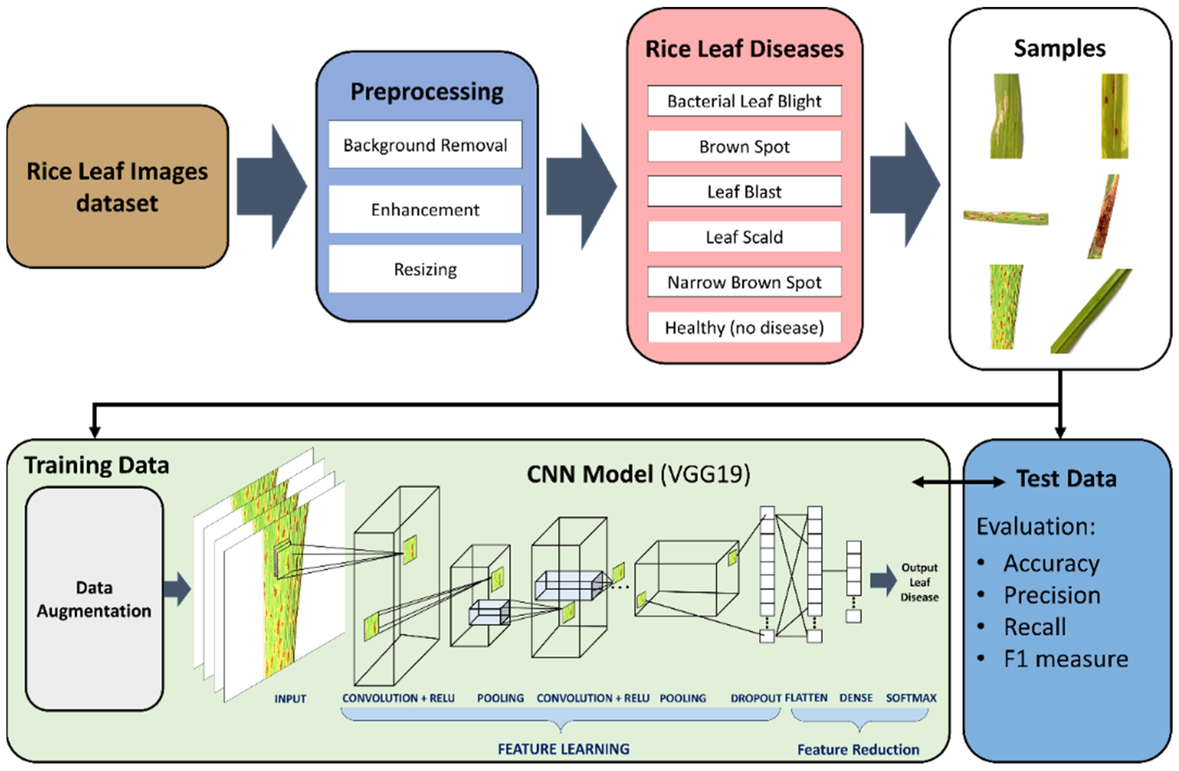 Rice Leaf Images
dataset
Preprocessing
Background Removal
Enhancement
Resizing
Rice Leaf Diseases
Bacterial Leaf Blight
Brown Spot
Leaf Blast
Leaf Scald
Narrow Brown Spot
Healthy (no disease)
Samples
Training Data
Data
Augmentation
CNN Model (VGG19)
Output
Leaf
Disease
INPUT
CONVOLUTION + RELU
POOLING
CONVOLUTION + RELU
POOLING
DROPOUT
FLATTEN
DENSE
SOFTMAX
FEATURE LEARNING
Feature Reduction
Test Data
Evaluation:
• Accuracy
• Precision
• Recall
• F1 measure